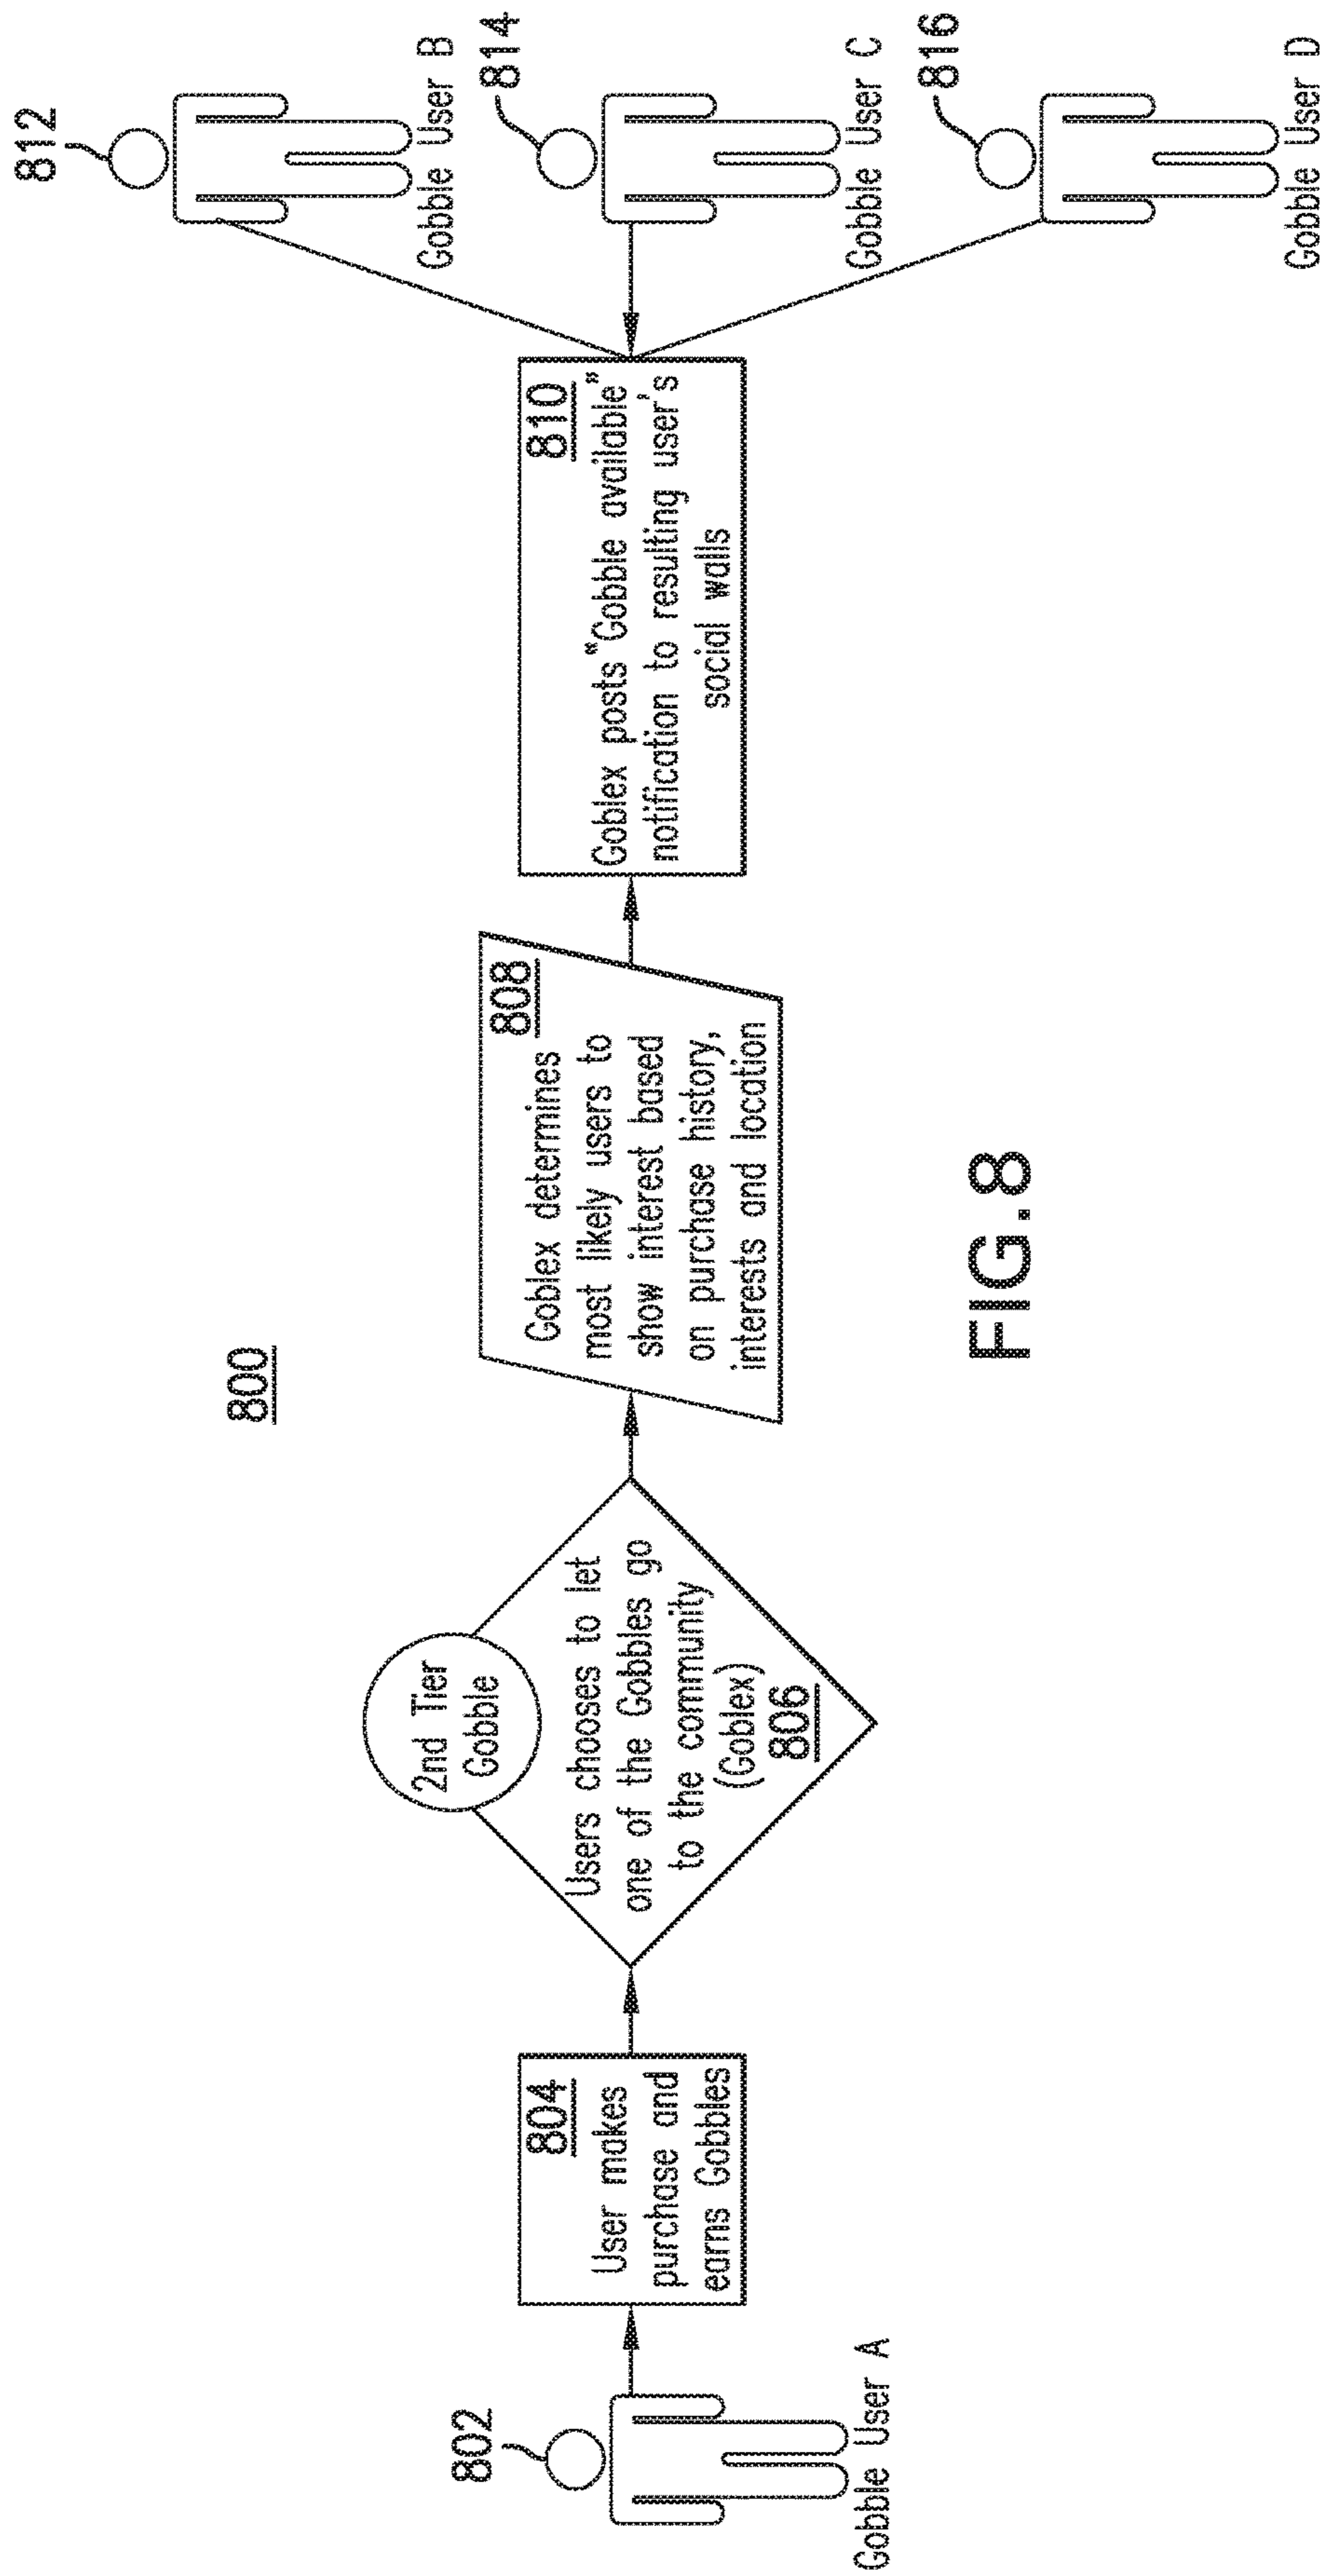 800
802
Gobble User A
804
User makes
purchase and
earns Gobbles
2nd Tier
Gobble
Users chooses to let
one of the Gobbles go
to the community
(Goblex)
806
808
Goblex determines
most likely users to
show interest based
on purchase history,
interests and location
810
Goblex posts “Gobble available”
notification to resulting user's
social walls
812
Gobble User B
814
Gobble User C
816
Gobble User D
FIG.8